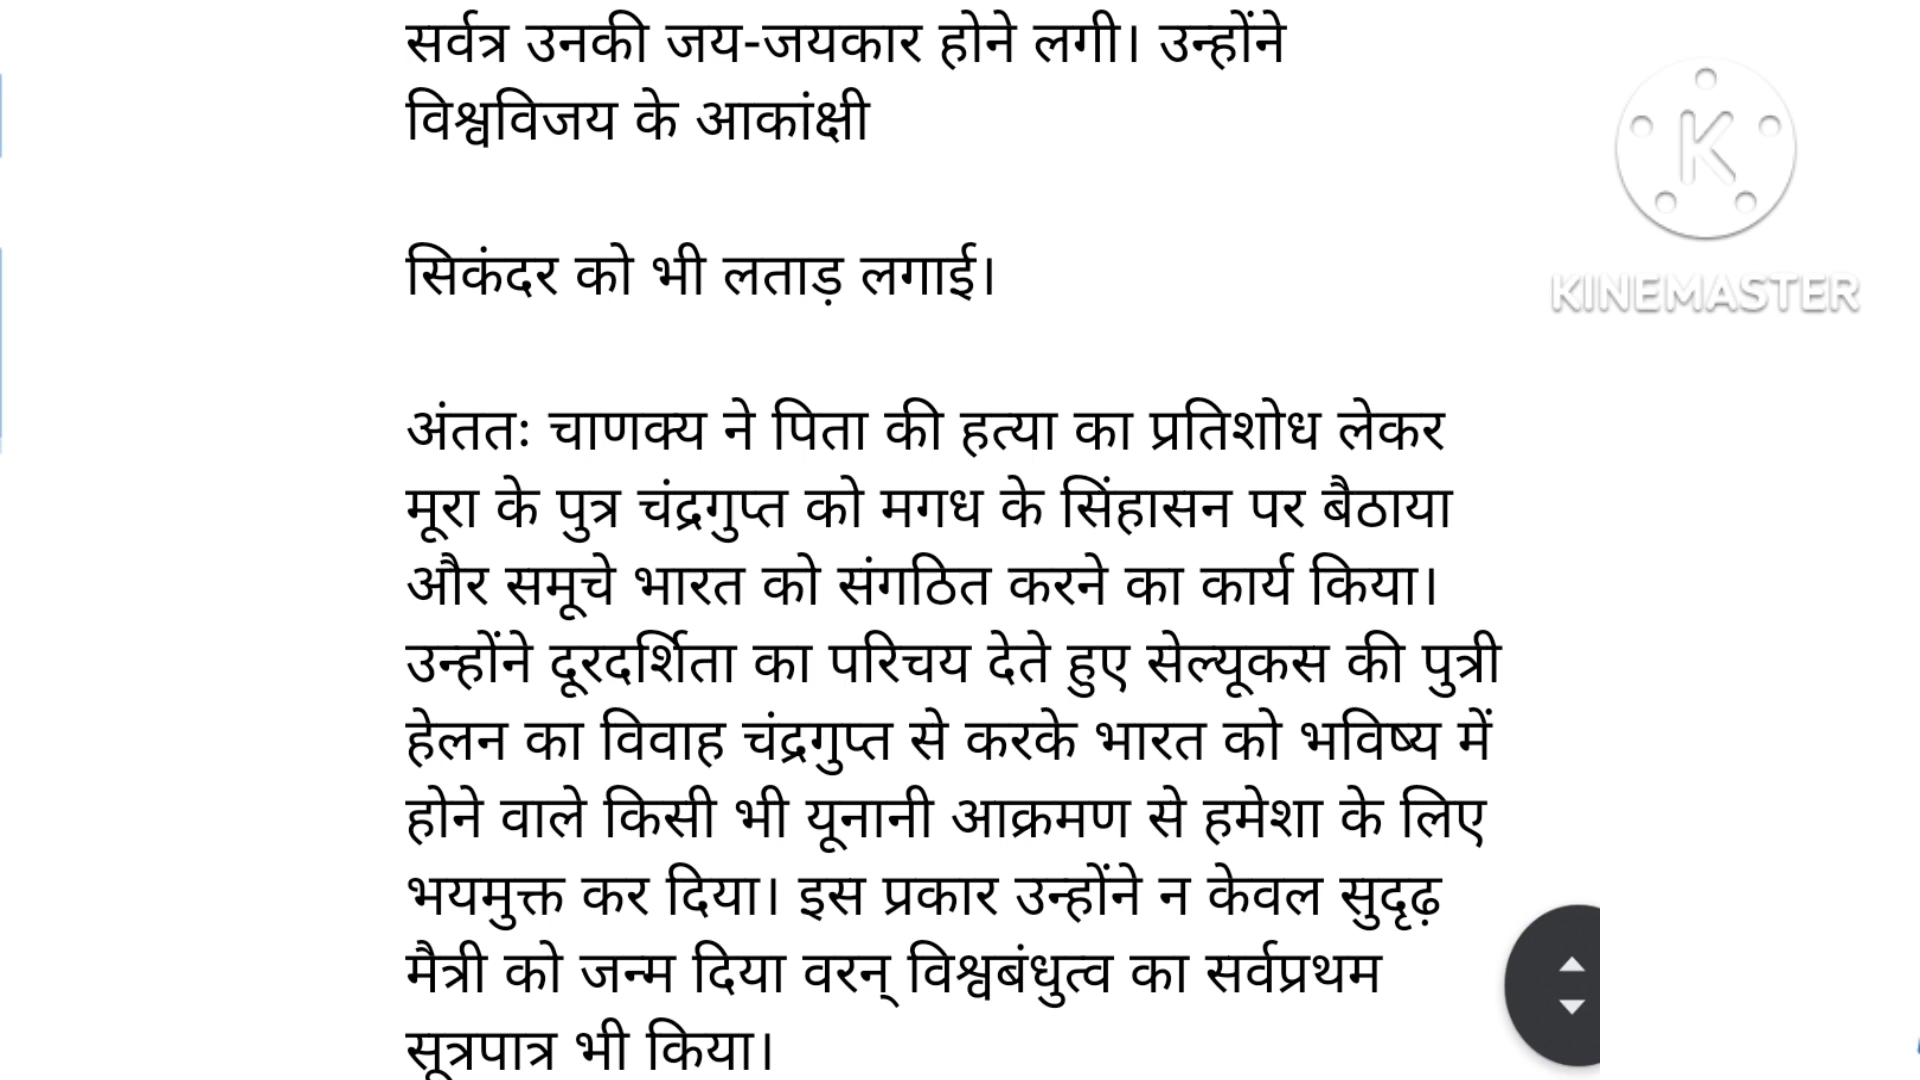 सर्वत्र उनकी जय-जयकार होने लगी। उन्होंने
विश्वविजय के आकांक्षी
सिकंदर को भी लताड़ लगाई।
अंततः चाणक्य ने पिता की हत्या का प्रतिशोध लेकर
मूरा के पुत्र चंद्रगुप्त को मगध के सिंहासन पर बैठाया
और समूचे भारत को संगठित करने का कार्य किया।
उन्होंने दूरदर्शिता का परिचय देते हुए सेल्यूकस की पुत्री
हेलन का विवाह चंद्रगुप्त से करके भारत को भविष्य में
होने वाले किसी भी यूनानी आक्रमण से हमेशा के लिए
भयमुक्त कर दिया। इस प्रकार उन्होंने न केवल सुदृढ़
मैत्री को जन्म दिया वरन् विश्वबंधुत्व का सर्वप्रथम
सूत्रपात्र भी किया।
K
KINEMASTER